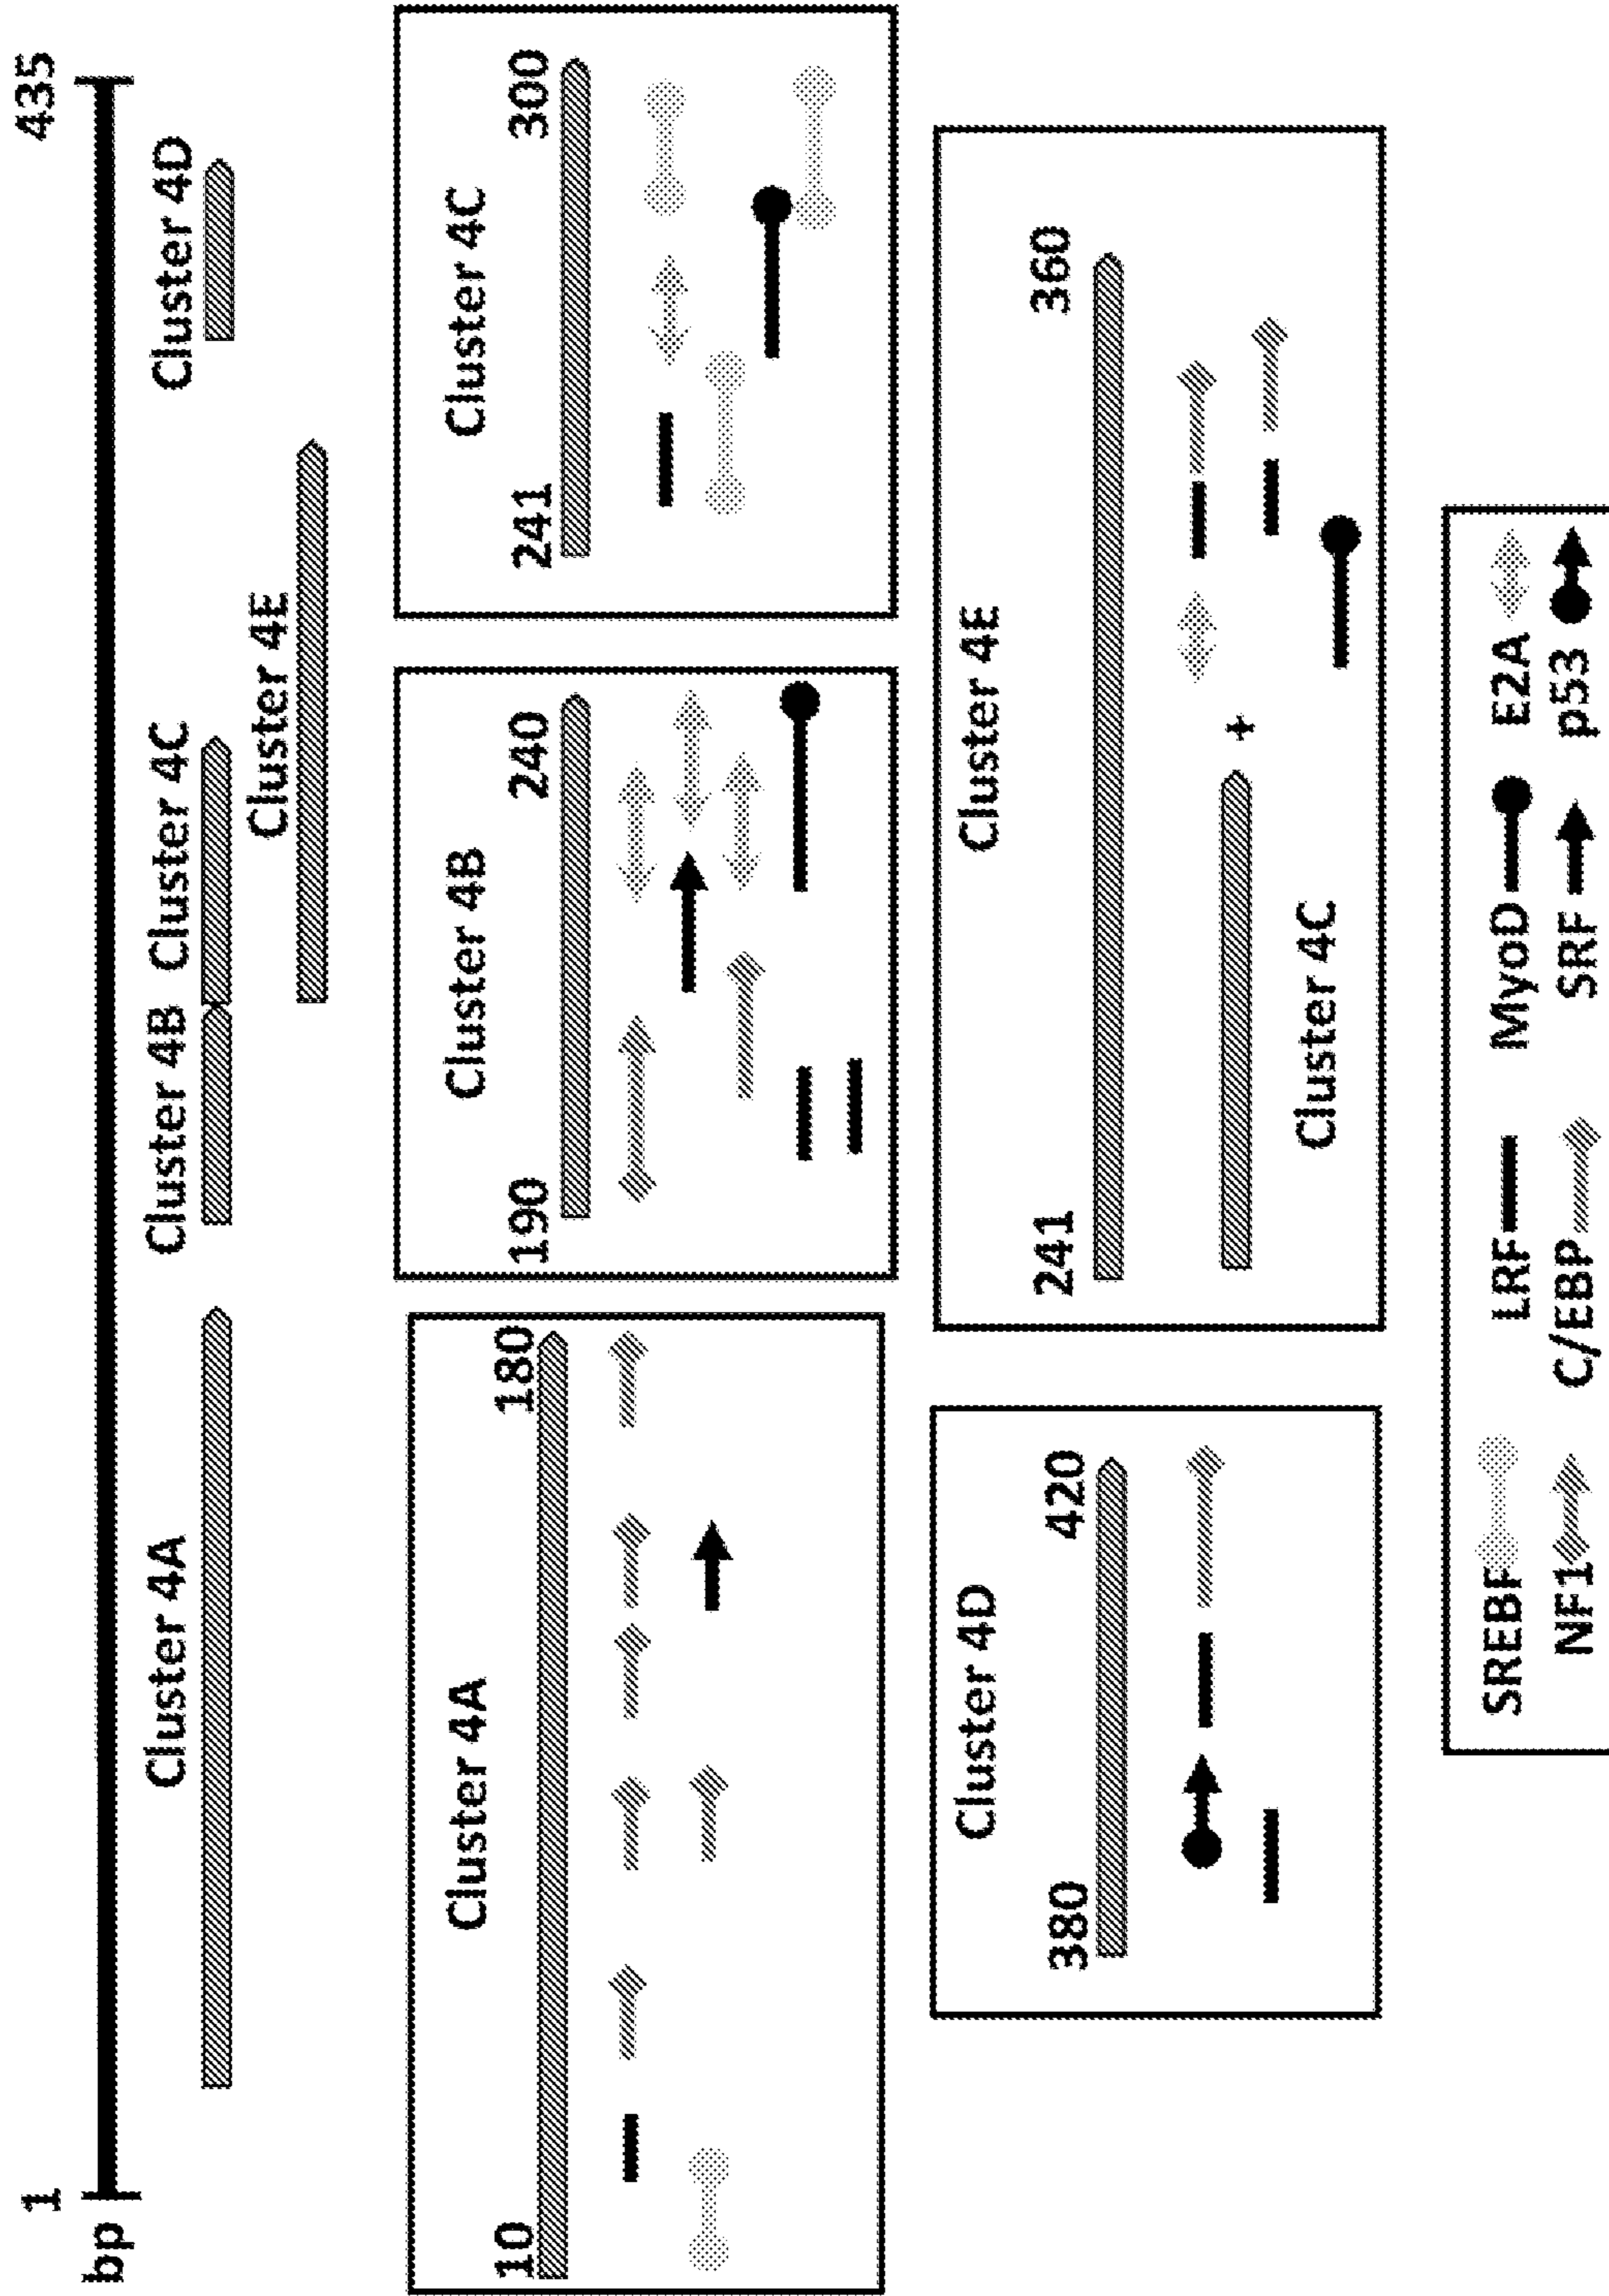 1 435
bp
Cluster 4A Cluster 4B Cluster 4C Cluster 4D
Cluster 4E
Cluster 4A
10 180
Cluster 4B
190 240
Cluster 4C
241 300
Cluster 4D
380 420
Cluster 4E
241 360
+
Cluster 4C
SREBF LRF MyoD E2A
NF1 C/EBP SRF p53